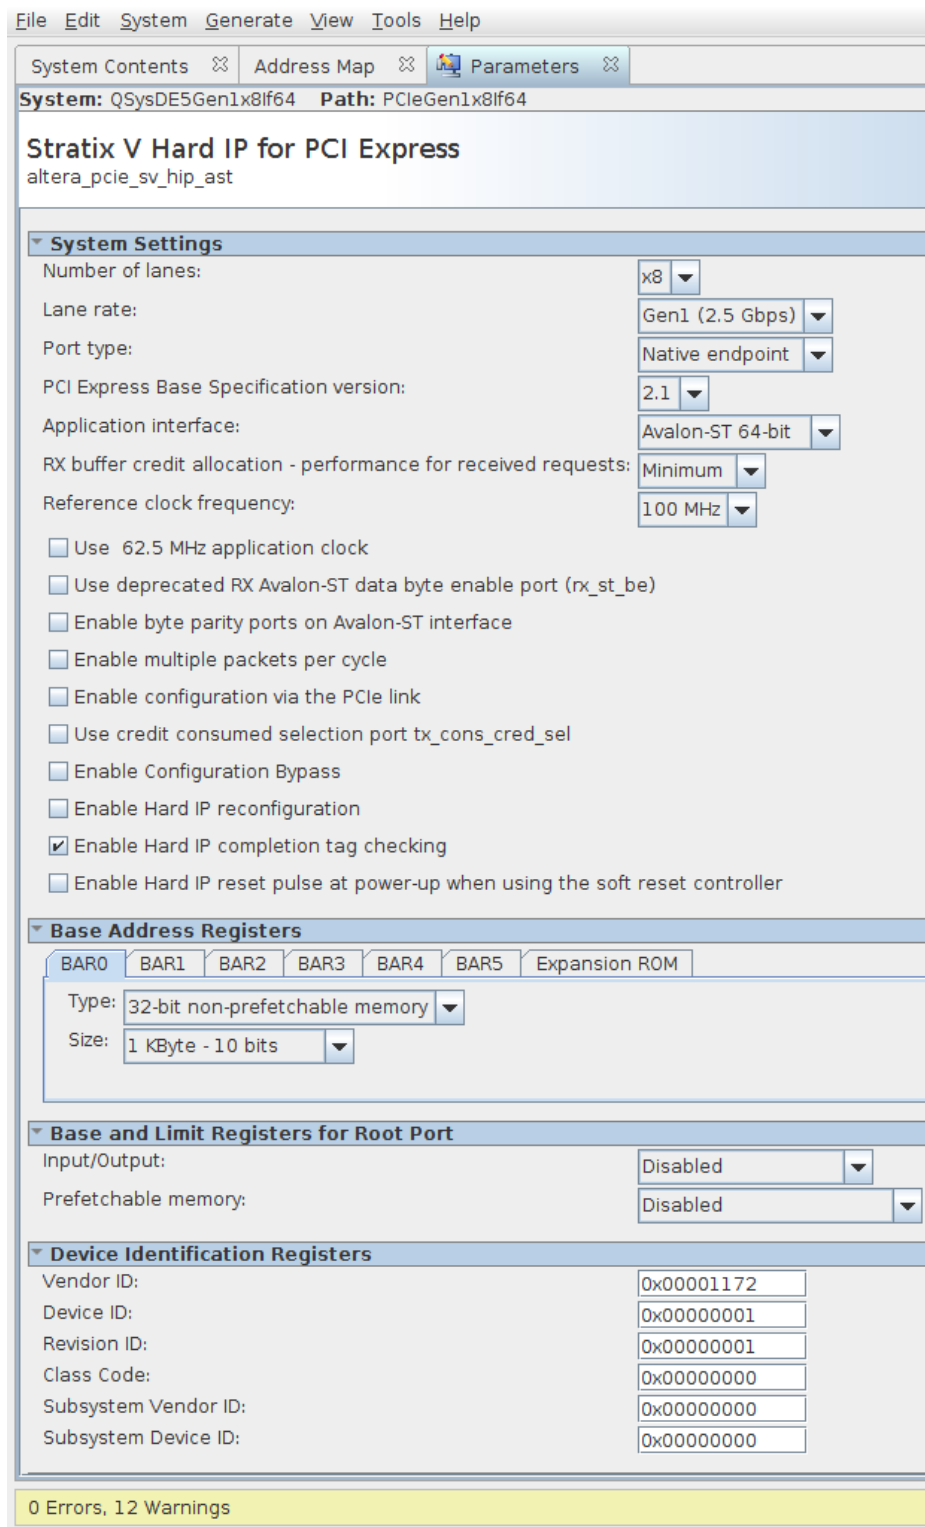 File Edit System Generate View Tools Help
System Contents Address Map Parameters
System: QSysDE5Gen1x8If64 Path: PCIeGen1x8If64
Stratix V Hard IP for PCI Express
altera_pcie_sv_hip_ast
System Settings
Number of lanes: x8
Lane rate: Gen1 (2.5 Gbps)
Port type: Native endpoint
PCI Express Base Specification version: 2.1
Application interface: Avalon-ST 64-bit
RX buffer credit allocation - performance for received requests: Minimum
Reference clock frequency: 100 MHz
Use 62.5 MHz application clock
Use deprecated RX Avalon-ST data byte enable port (rx_st_be)
Enable byte parity ports on Avalon-ST interface
Enable multiple packets per cycle
Enable configuration via the PCIe link
Use credit consumed selection port tx_cons_cred_sel
Enable Configuration Bypass
Enable Hard IP reconfiguration
Enable Hard IP completion tag checking
Enable Hard IP reset pulse at power-up when using the soft reset controller
Base Address Registers
BAR0 BAR1 BAR2 BAR3 BAR4 BAR5 Expansion ROM
Type: 32-bit non-prefetchable memory
Size: 1 KByte - 10 bits
Base and Limit Registers for Root Port
Input/Output: Disabled
Prefetchable memory: Disabled
Device Identification Registers
Vendor ID: 0x00001172
Device ID: 0x00000001
Revision ID: 0x00000001
Class Code: 0x00000000
Subsystem Vendor ID: 0x00000000
Subsystem Device ID: 0x00000000
0 Errors, 12 Warnings